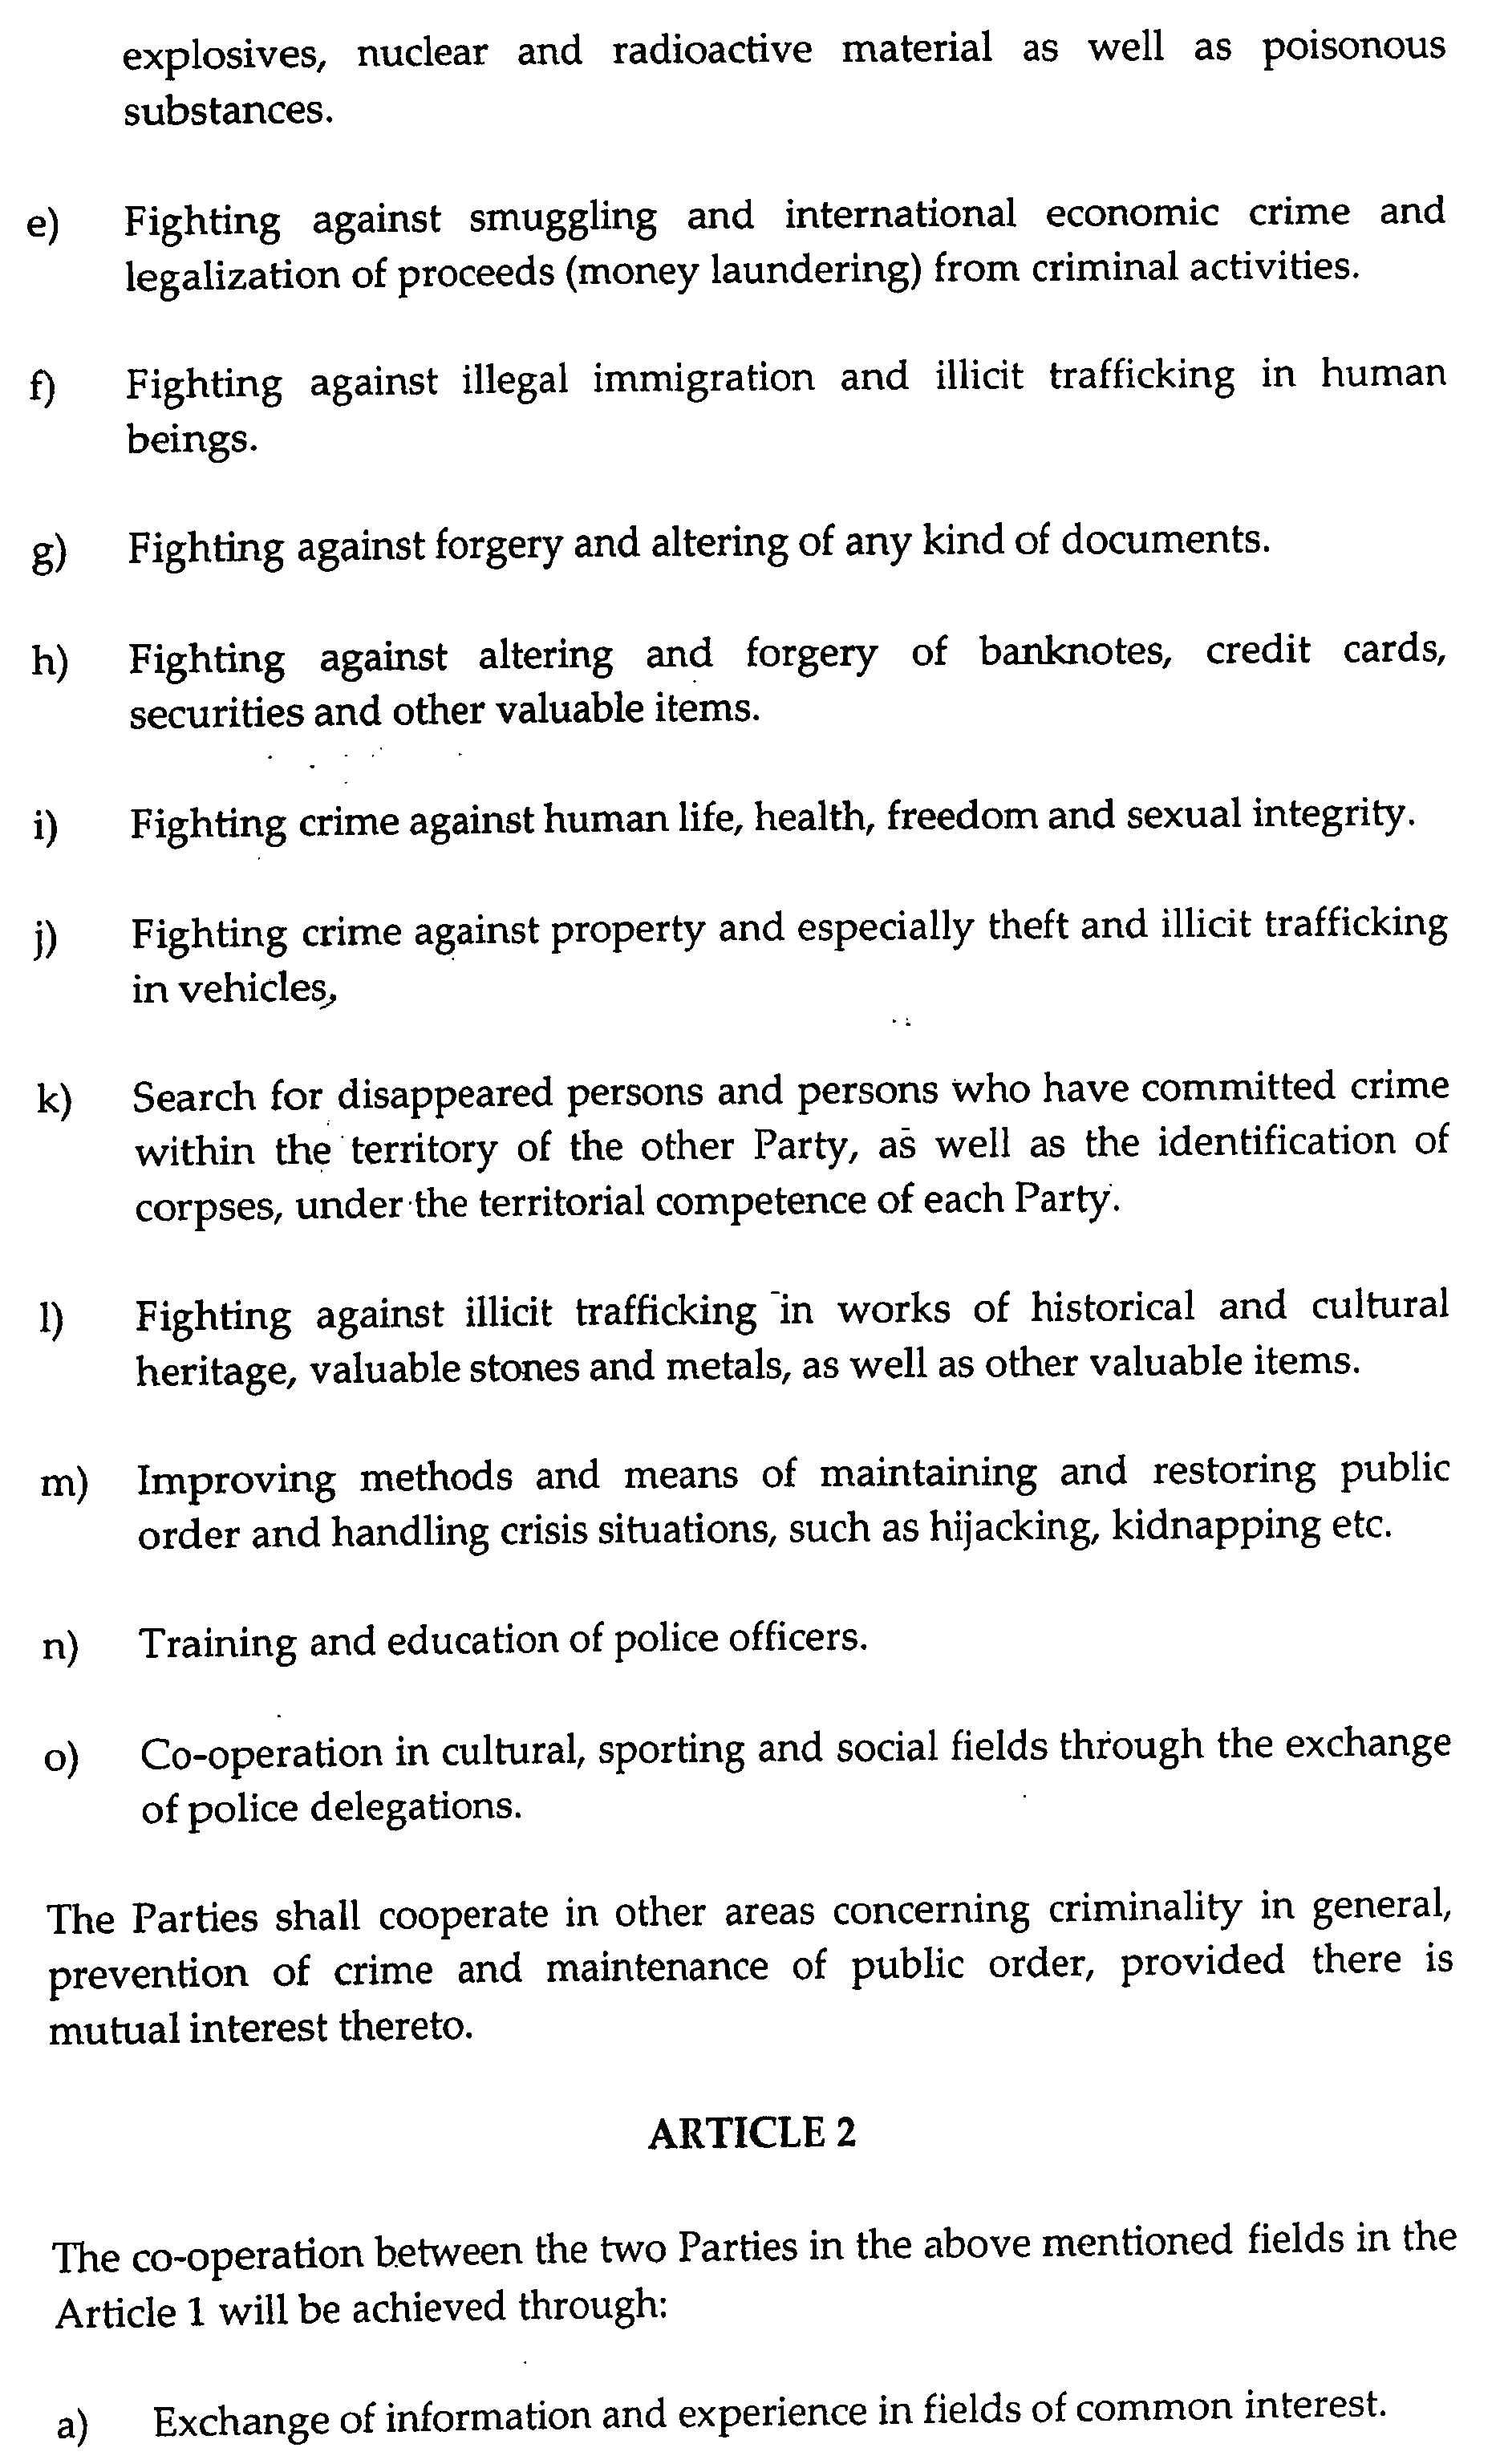 explosives, nuclear and radioactive material as well as poisonous
substances.
e) Fighting against smuggling and international economic crime and
legalization of proceeds (money laundering) from criminal activities.
f) Fighting against illegal immigration and illicit trafficking in human
beings.
g) Fighting against forgery and altering of any kind of documents.
h) Fighting against altering and forgery of banknotes, credit cards,
securities and other valuable items.
i) Fighting crime against human life, health, freedom and sexual integrity.
j) Fighting crime against property and especially theft and illicit trafficking
in vehicles,
k) Search for disappeared persons and persons who have committed crime
within the territory of the other Party, as well as the identification of
corpses, under the territorial competence of each Party.
l) Fighting against illicit trafficking in works of historical and cultural
heritage, valuable stones and metals, as well as other valuable items.
m) Improving methods and means of maintaining and restoring public
order and handling crisis situations, such as hijacking, kidnapping etc.
n) Training and education of police officers.
o) Co-operation in cultural, sporting and social fields through the exchange
of police delegations.
The Parties shall cooperate in other areas concerning criminality in general,
prevention of crime and maintenance of public order, provided there is
mutual interest thereto.
ARTICLE 2
The co-operation between the two Parties in the above mentioned fields in the
Article 1 will be achieved through:
a) Exchange of information and experience in fields of common interest.